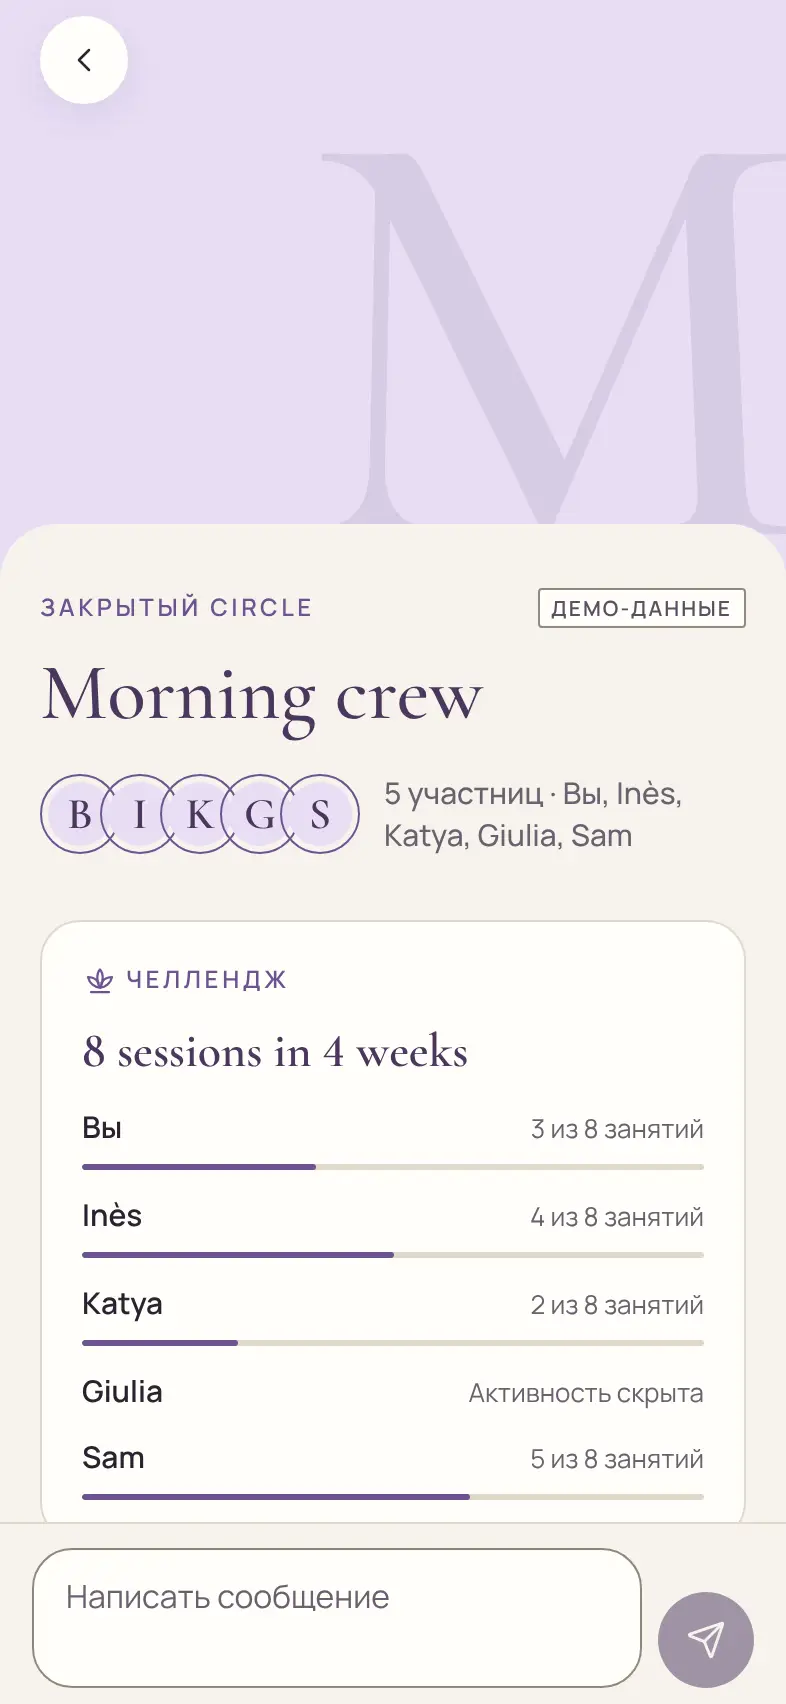 M
ЗАКРЫТЫЙ CIRCLE
ДЕМО-ДАННЫЕ
Morning crew
В I K G S
5 участниц · Вы, Inès,
Katya, Giulia, Sam
ЧЕЛЛЕНДЖ
8 sessions in 4 weeks
Вы
3 из 8 занятий
Inès
4 из 8 занятий
Katya
2 из 8 занятий
Giulia
Активность скрыта
Sam
5 из 8 занятий
Написать сообщение